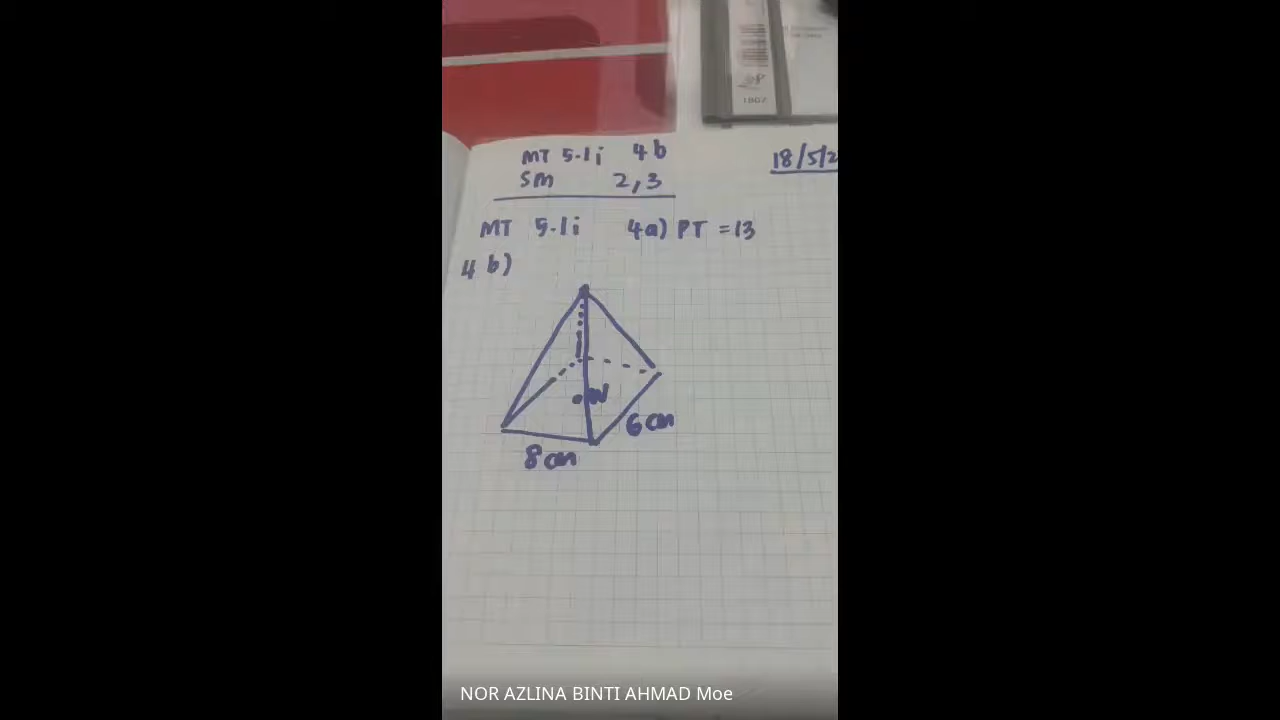 1807
MT 5.1i 4b
18/5/2
Sm 2,3
MT 5.1i 4a) PT = 13
4 b)
W
6 cm
8 cm
NOR AZLINA BINTI AHMAD Moe